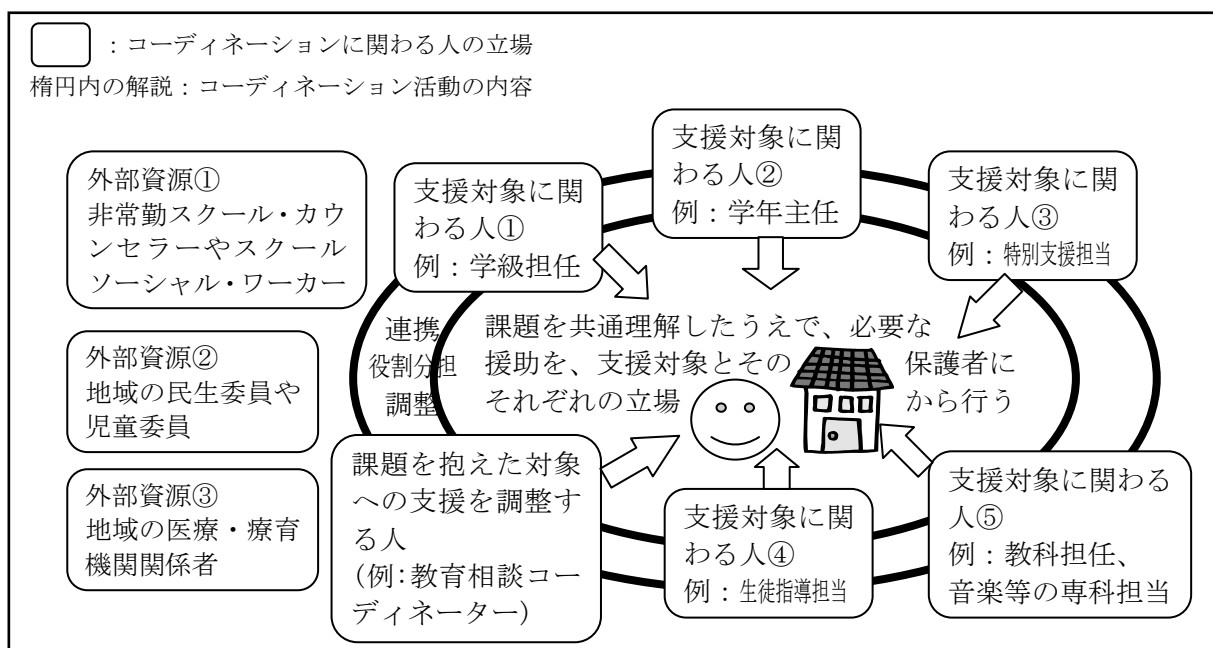 ：コーディネーションに関わる人の立場
楕円内の解説：コーディネーション活動の内容
外部資源①
非常勤スクール・カウ
ンセラーやスクール
ソーシャル・ワーカー
外部資源②
地域の民生委員や
児童委員
外部資源③
地域の医療・療育
機関関係者
支援対象に関
わる人①
例：学級担任
支援対象に関
わる人②
例：学年主任
支援対象に関
わる人③
例：特別支援担当
連携
役割分担
調整
課題を共通理解したうえで、必要な
援助を、支援対象とその保護者に
それぞれの立場から行う
課題を抱えた対象
への支援を調整す
る人
（例：教育相談コー
ディネーター）
支援対象に関
わる人④
例：生徒指導担当
支援対象に関わる
人⑤
例：教科担任、
音楽等の専科担当